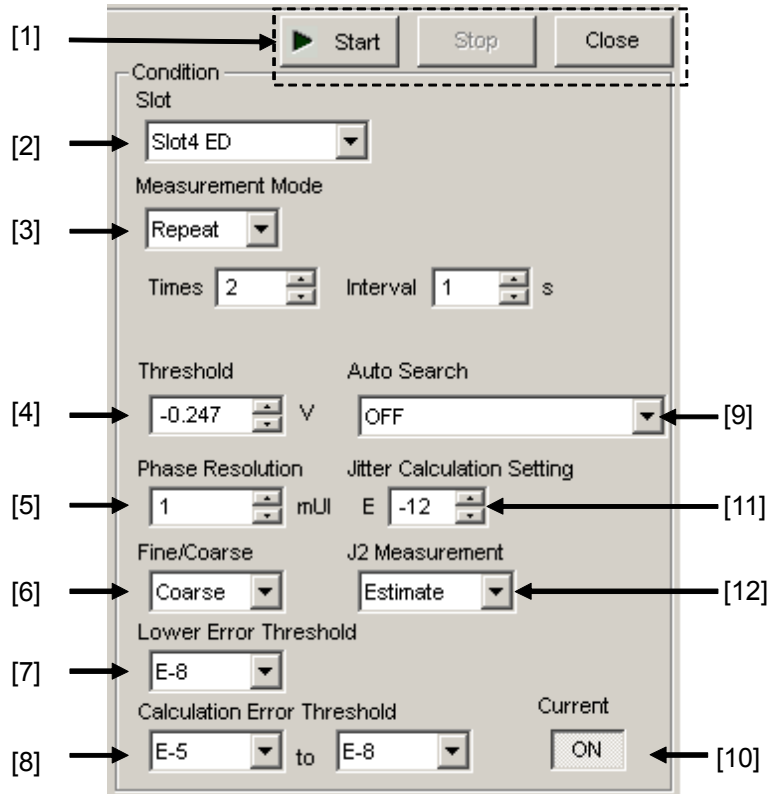 [1] Start Stop Close
Condition
Slot
[2] Slot4 ED
Measurement Mode
[3] Repeat
Times 2 Interval 1 s
Threshold Auto Search
[4] -0.247 V OFF [9]
Phase Resolution Jitter Calculation Setting
[5] 1 mUI E -12 [11]
Fine/Coarse J2 Measurement
[6] Coarse Estimate [12]
Lower Error Threshold
[7] E-8
Calculation Error Threshold Current
[8] E-5 to E-8 ON [10]